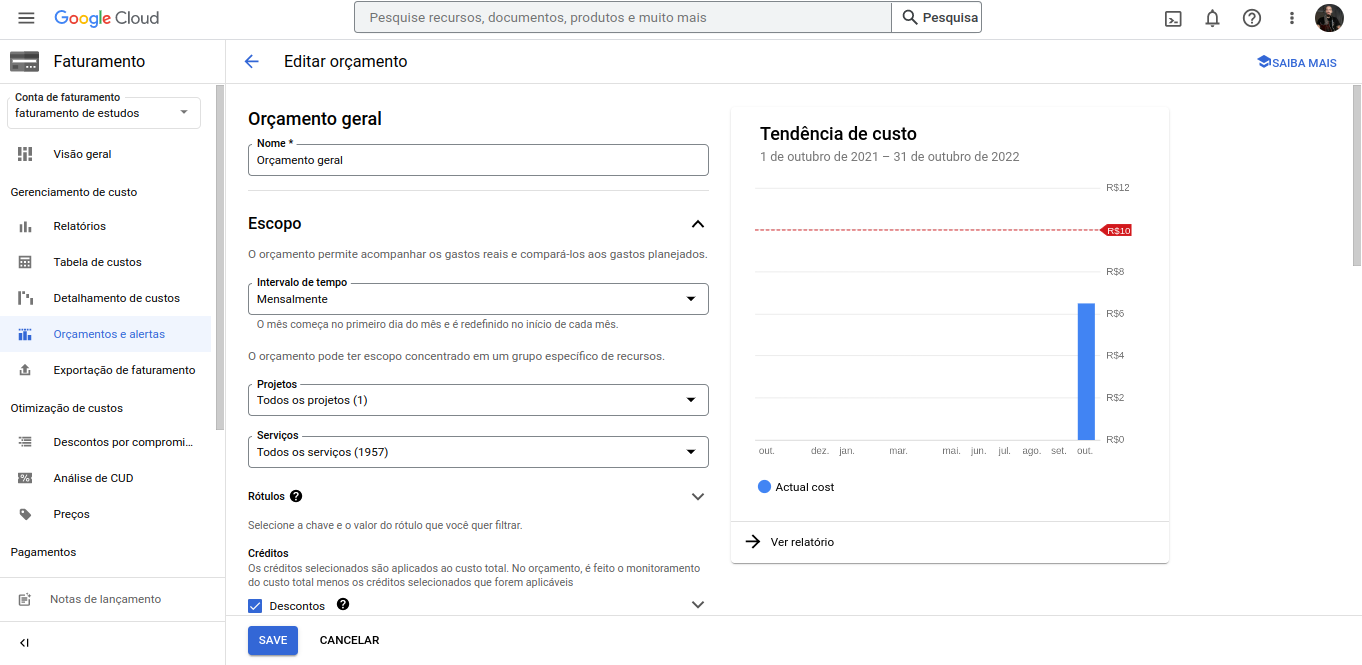 Google Cloud
Pesquise recursos, documentos, produtos e muito mais
Pesquisa
Faturamento
Editar orçamento
SAIBA MAIS
Conta de faturamento
faturamento de estudos
Visão geral
Gerenciamento de custo
Relatórios
Tabela de custos
Detalhamento de custos
Orçamentos e alertas
Exportação de faturamento
Otimização de custos
Descontos por compromi...
Análise de CUD
Preços
Pagamentos
Notas de lançamento
Orçamento geral
Nome *
Orçamento geral
Escopo
O orçamento permite acompanhar os gastos reais e compará-los aos gastos planejados.
Intervalo de tempo
Mensalmente
O mês começa no primeiro dia do mês e é redefinido no início de cada mês.
O orçamento pode ter escopo concentrado em um grupo específico de recursos.
Projetos
Todos os projetos (1)
Serviços
Todos os serviços (1957)
Rótulos
Selecione a chave e o valor do rótulo que você quer filtrar.
Créditos
Os créditos selecionados são aplicados ao custo total. No orçamento, é feito o monitoramento
do custo total menos os créditos selecionados que forem aplicáveis
Descontos
SAVE CANCELAR
Tendência de custo
1 de outubro de 2021 – 31 de outubro de 2022
R$12
R$10
R$8
R$6
R$4
R$2
R$0
out. dez. jan. mar. mai. jun. jul. ago. set. out.
Actual cost
Ver relatório